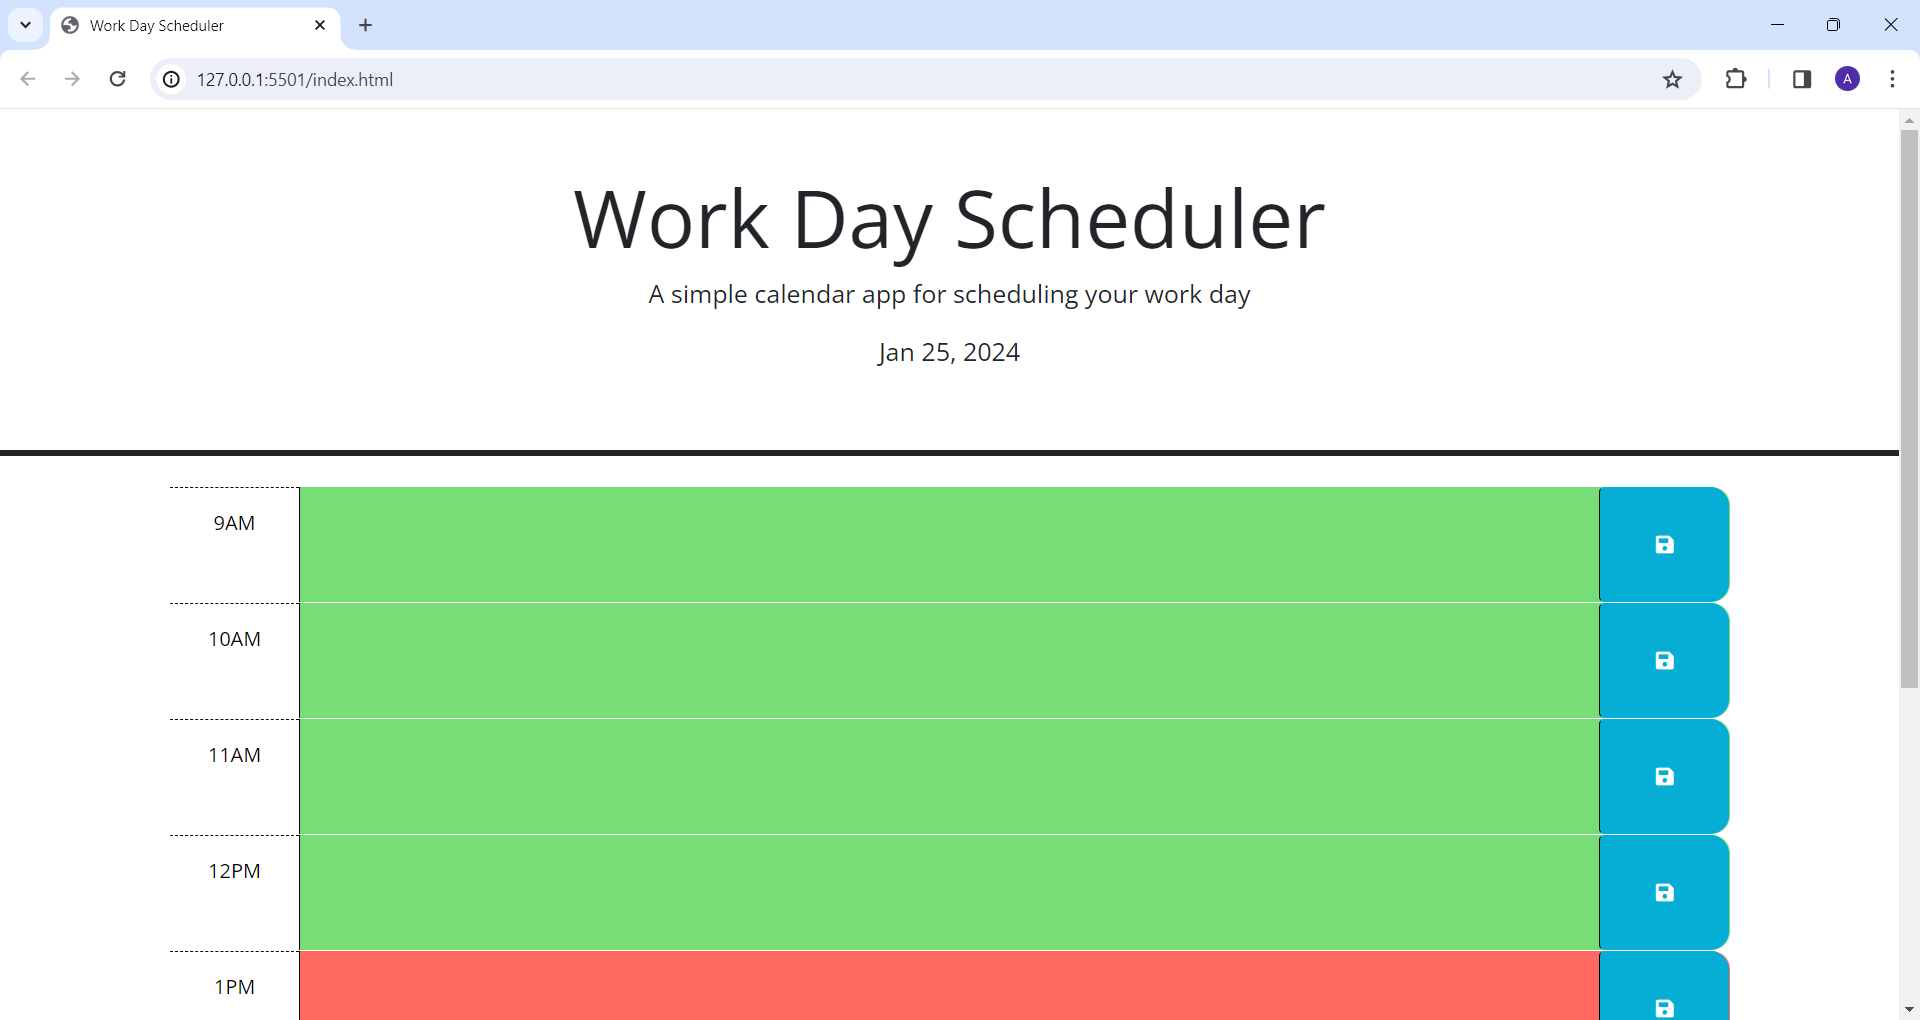 Work Day Scheduler
127.0.0.1:5501/index.html
A
Work Day Scheduler
A simple calendar app for scheduling your work day
Jan 25, 2024
9AM
10AM
11AM
12PM
1PM